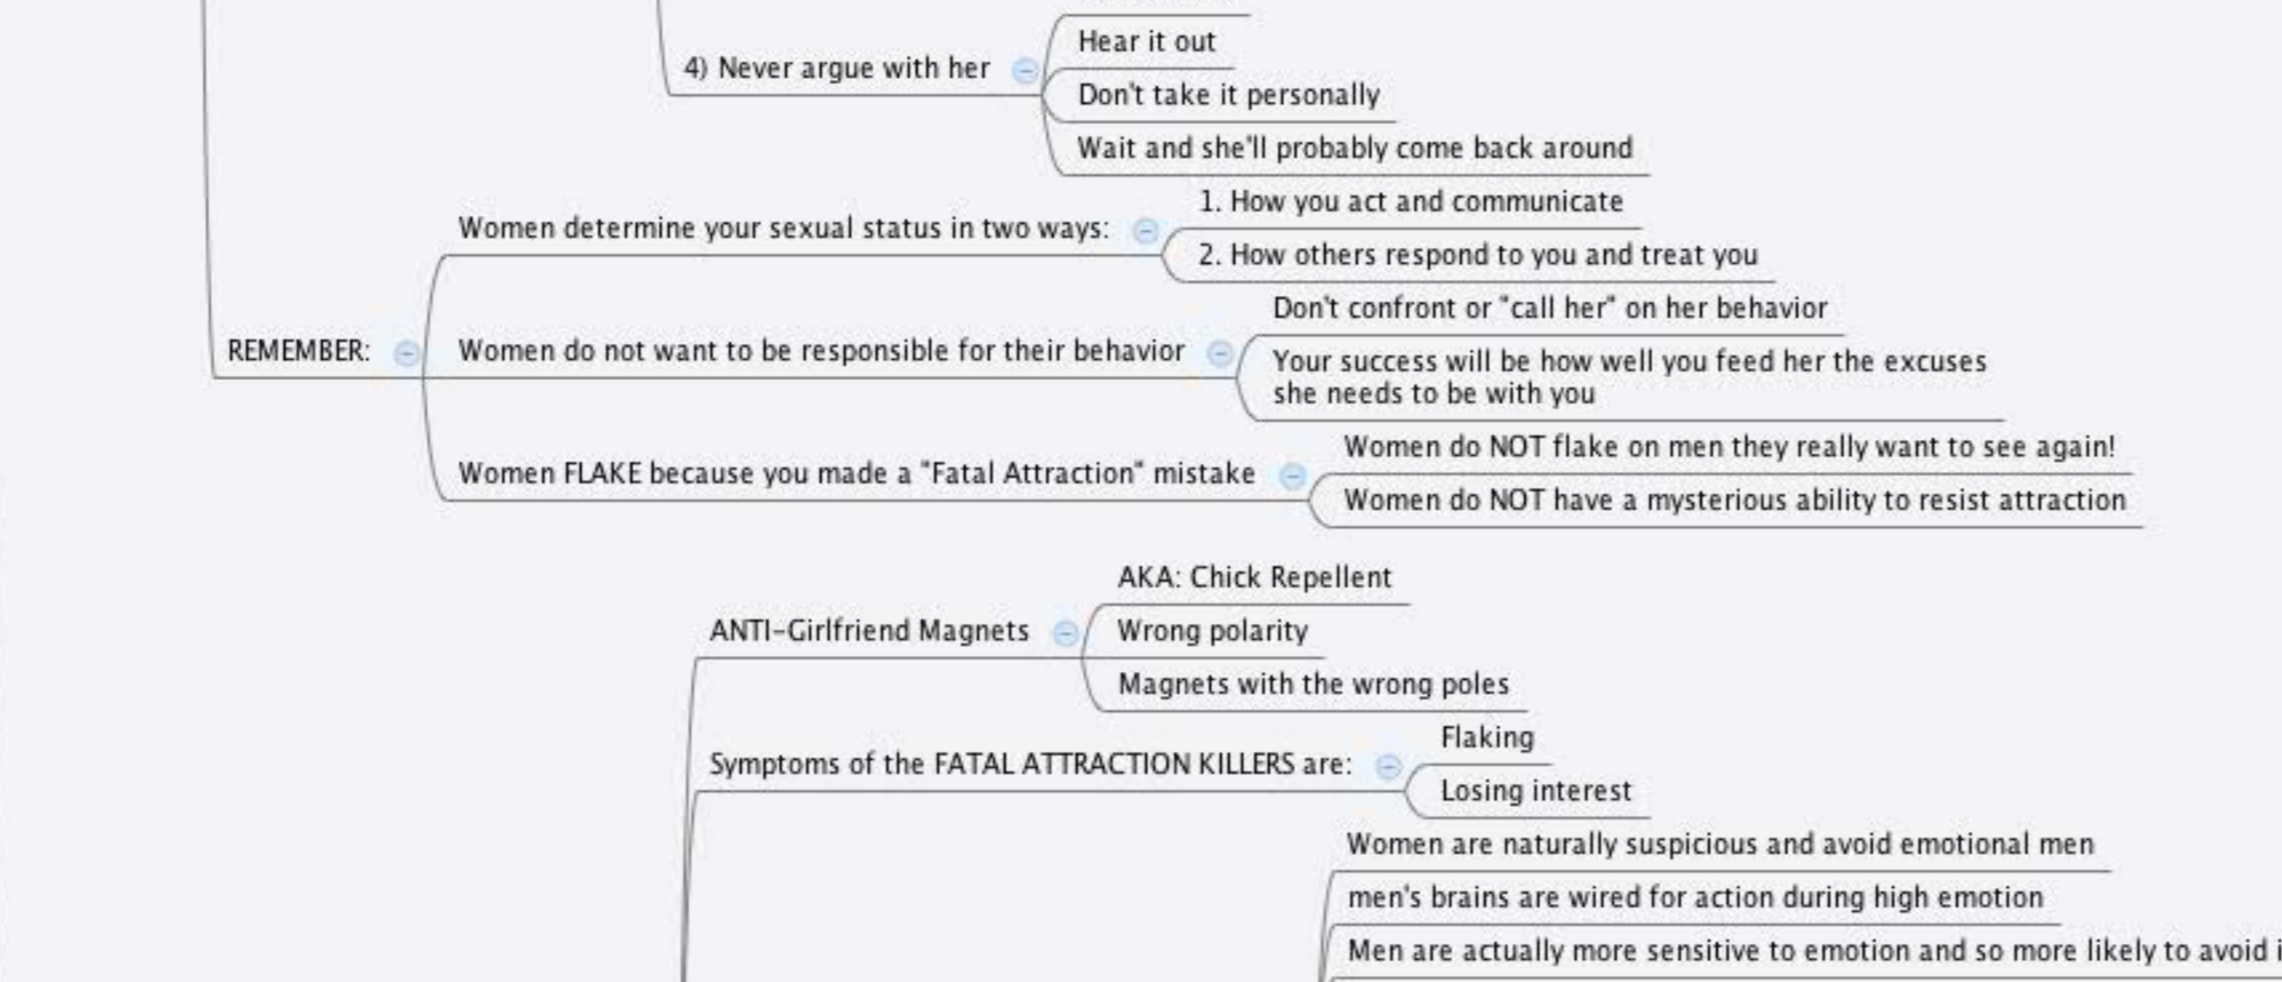 4) Never argue with her
Hear it out
Don't take it personally
Wait and she'll probably come back around
REMEMBER:
Women determine your sexual status in two ways:
1. How you act and communicate
2. How others respond to you and treat you
Women do not want to be responsible for their behavior
Don't confront or "call her" on her behavior
Your success will be how well you feed her the excuses
she needs to be with you
Women FLAKE because you made a "Fatal Attraction" mistake
Women do NOT flake on men they really want to see again!
Women do NOT have a mysterious ability to resist attraction
ANTI-Girlfriend Magnets
AKA: Chick Repellent
Wrong polarity
Magnets with the wrong poles
Symptoms of the FATAL ATTRACTION KILLERS are:
Flaking
Losing interest
Women are naturally suspicious and avoid emotional men
men's brains are wired for action during high emotion
Men are actually more sensitive to emotion and so more likely to avoid